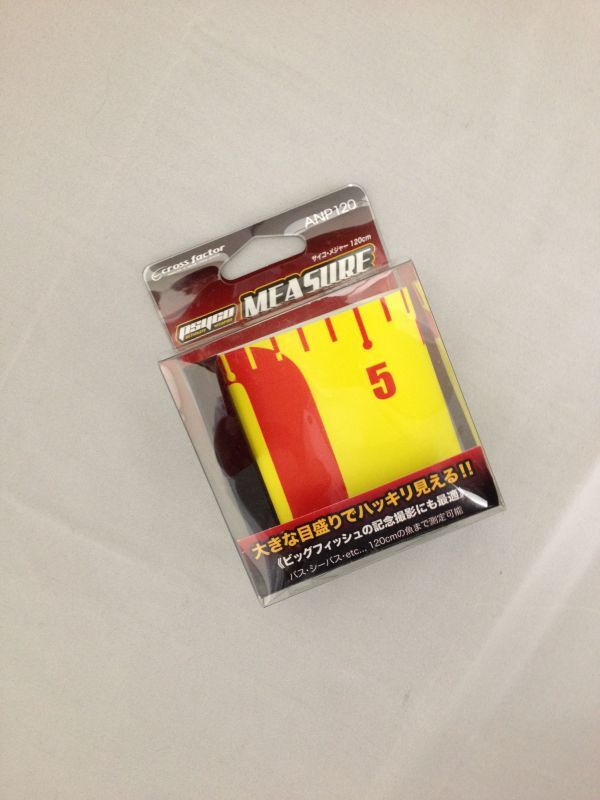 cross factor
ANP120
サイコ・メジャー 120cm
PSYCO MEASURE
ULTIMATE WEAPON
5
大きな目盛りでハッキリ見える!!
《ビッグフィッシュの記念撮影にも最適》
バス・シーバス・etc... 120cmの魚まで測定可能